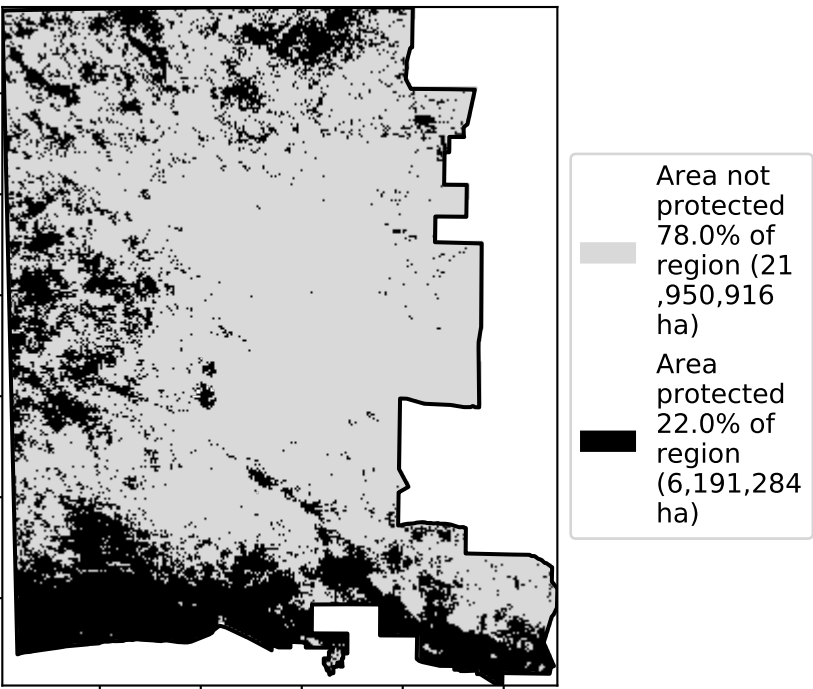 Area not
protected
78.0% of
region (21
,950,916
ha)
Area
protected
22.0% of
region
(6,191,284
ha)